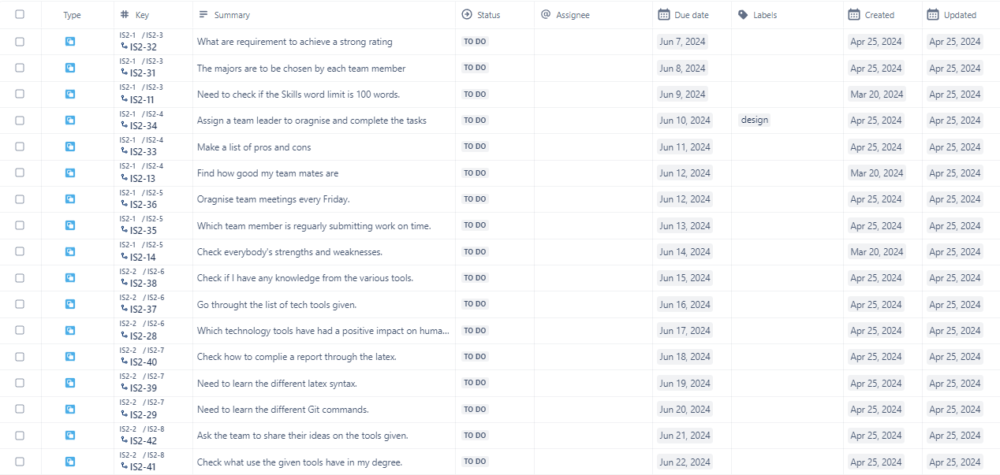 Type Key Summary Status Assignee Due date Labels Created Updated
IS2-1 / IS2-3
IS2-32 What are requirement to achieve a strong rating TO DO Jun 7, 2024 Apr 25, 2024 Apr 25, 2024
IS2-1 / IS2-3
IS2-31 The majors are to be chosen by each team member TO DO Jun 8, 2024 Apr 25, 2024 Apr 25, 2024
IS2-1 / IS2-3
IS2-11 Need to check if the Skills word limit is 100 words. TO DO Jun 9, 2024 Mar 20, 2024 Apr 25, 2024
IS2-1 / IS2-4
IS2-34 Assign a team leader to oragnise and complete the tasks TO DO Jun 10, 2024 design Apr 25, 2024 Apr 25, 2024
IS2-1 / IS2-4
IS2-33 Make a list of pros and cons TO DO Jun 11, 2024 Apr 25, 2024 Apr 25, 2024
IS2-1 / IS2-4
IS2-13 Find how good my team mates are TO DO Jun 12, 2024 Mar 20, 2024 Apr 25, 2024
IS2-1 / IS2-5
IS2-36 Oragnise team meetings every Friday. TO DO Jun 12, 2024 Apr 25, 2024 Apr 25, 2024
IS2-1 / IS2-5
IS2-35 Which team member is reguarly submitting work on time. TO DO Jun 13, 2024 Apr 25, 2024 Apr 25, 2024
IS2-1 / IS2-5
IS2-14 Check everybody's strengths and weaknesses. TO DO Jun 14, 2024 Mar 20, 2024 Apr 25, 2024
IS2-2 / IS2-6
IS2-38 Check if I have any knowledge from the various tools. TO DO Jun 15, 2024 Apr 25, 2024 Apr 25, 2024
IS2-2 / IS2-6
IS2-37 Go throught the list of tech tools given. TO DO Jun 16, 2024 Apr 25, 2024 Apr 25, 2024
IS2-2 / IS2-6
IS2-28 Which technology tools have had a positive impact on huma... TO DO Jun 17, 2024 Apr 25, 2024 Apr 25, 2024
IS2-2 / IS2-7
IS2-40 Check how to complie a report through the latex. TO DO Jun 18, 2024 Apr 25, 2024 Apr 25, 2024
IS2-2 / IS2-7
IS2-39 Need to learn the different latex syntax. TO DO Jun 19, 2024 Apr 25, 2024 Apr 25, 2024
IS2-2 / IS2-7
IS2-29 Need to learn the different Git commands. TO DO Jun 20, 2024 Apr 25, 2024 Apr 25, 2024
IS2-2 / IS2-8
IS2-42 Ask the team to share their ideas on the tools given. TO DO Jun 21, 2024 Apr 25, 2024 Apr 25, 2024
IS2-2 / IS2-8
IS2-41 Check what use the given tools have in my degree. TO DO Jun 22, 2024 Apr 25, 2024 Apr 25, 2024